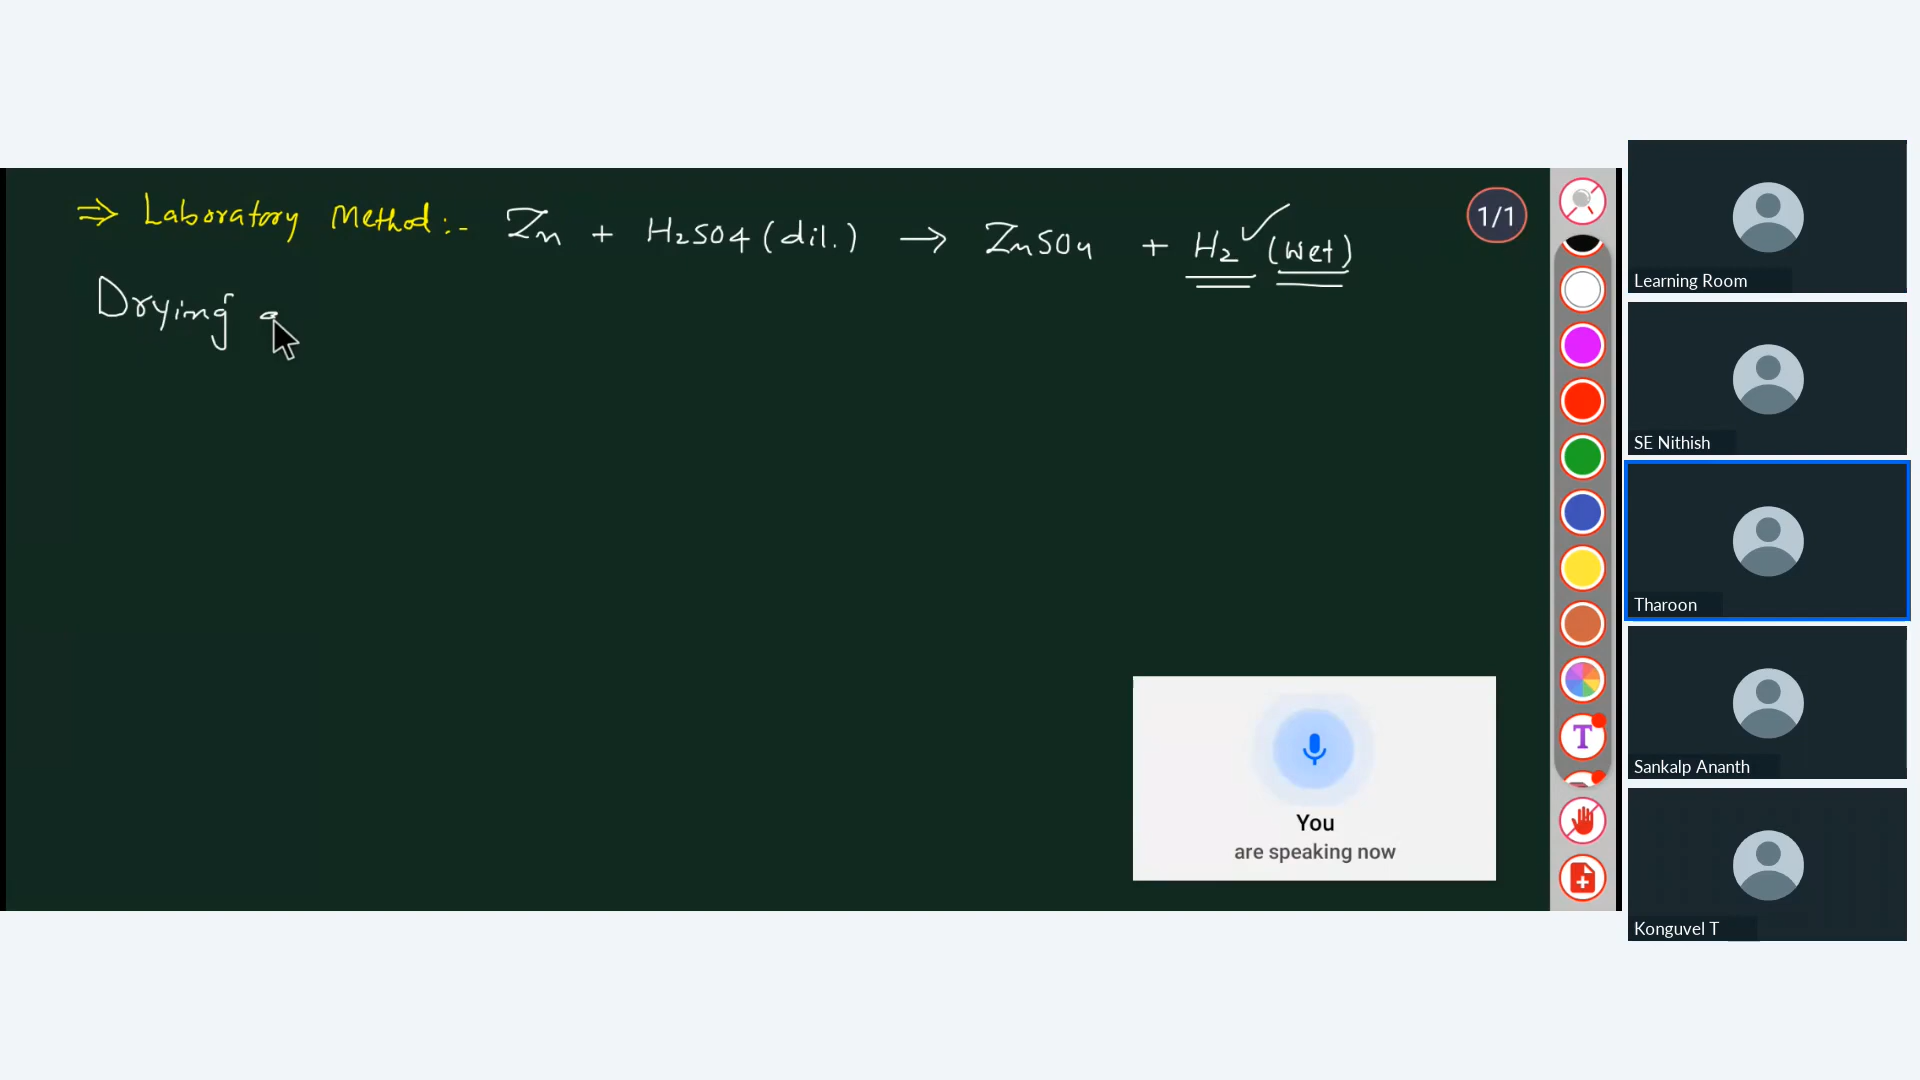 ⇒ Laboratory Method:- Zn + H2SO4 (dil.) → ZnSO4 + H2 ✓ (wet)
1/1
Drying
T
You
are speaking now
Learning Room
SE Nithish
Tharoon
Sankalp Ananth
Konguvel T